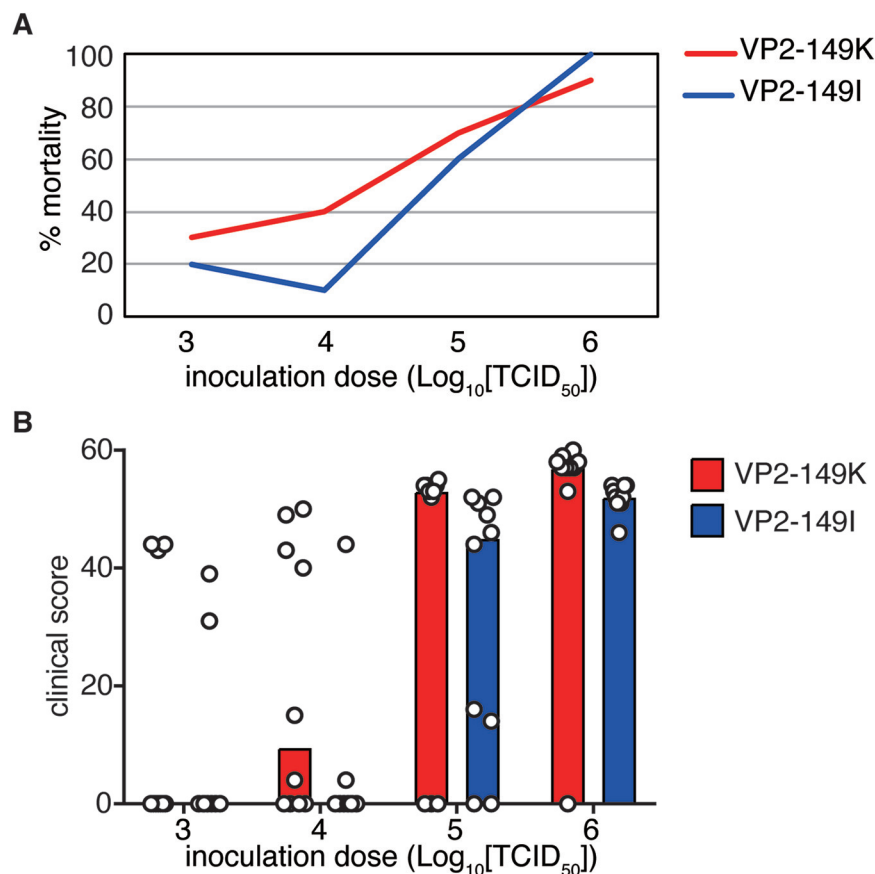 A
100
80
60
40
20
0
% mortality
3 4 5 6
inoculation dose (Log10[TCID50])
VP2-149K
VP2-149I
B
60
40
20
0
clinical score
3 4 5 6
inoculation dose (Log10[TCID50])
VP2-149K
VP2-149I